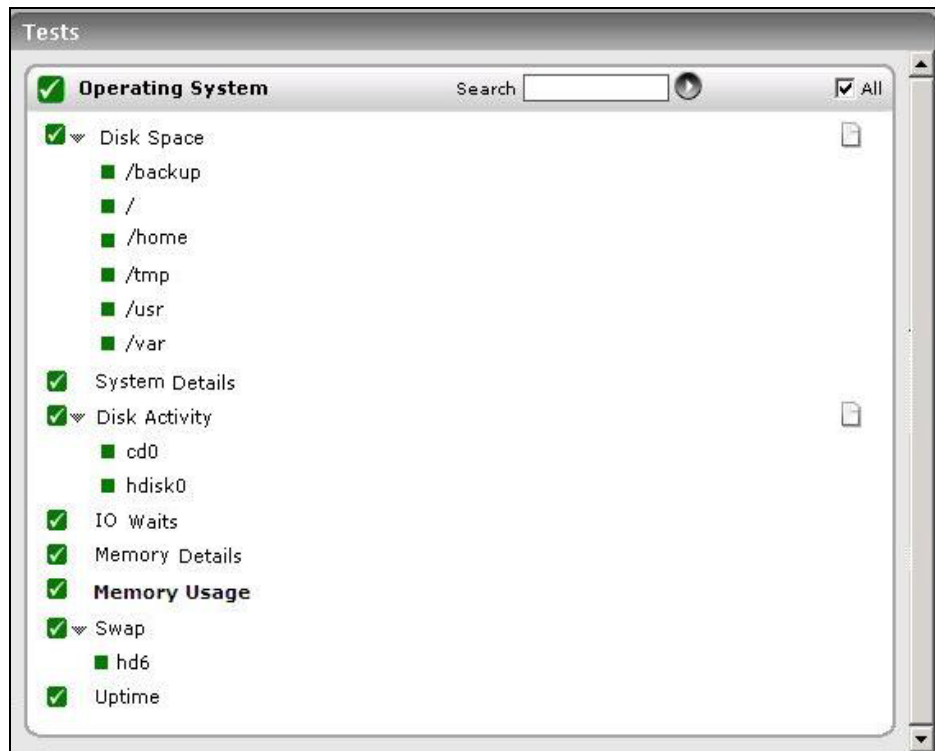 Tests
Operating System Search All
Disk Space
/backup
/
/home
/tmp
/usr
/var
System Details
Disk Activity
cd0
hdisk0
IO Waits
Memory Details
Memory Usage
Swap
hd6
Uptime